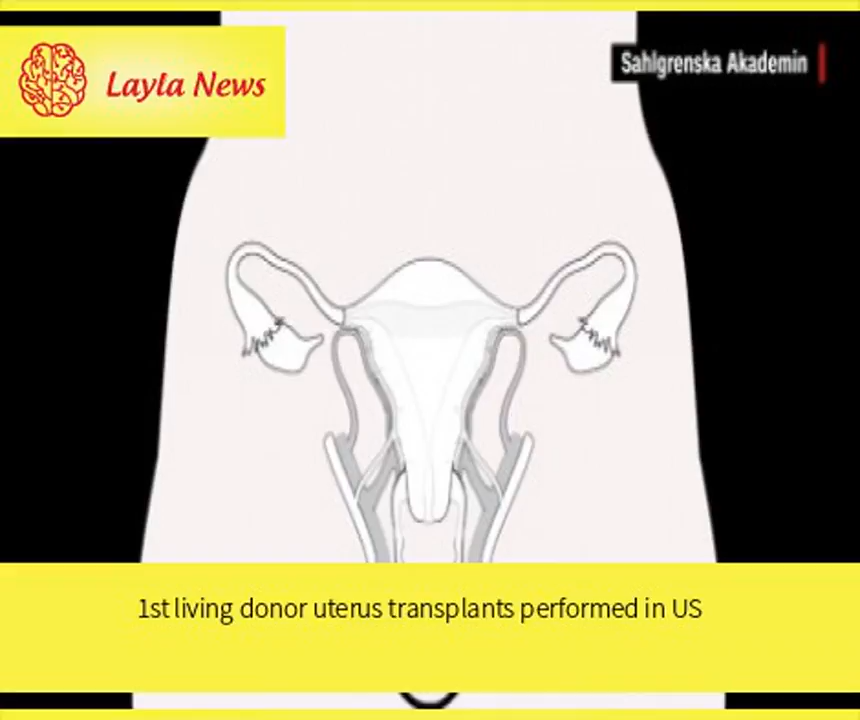 Layla News
Sahlgrenska Akademin
1st living donor uterus transplants performed in US